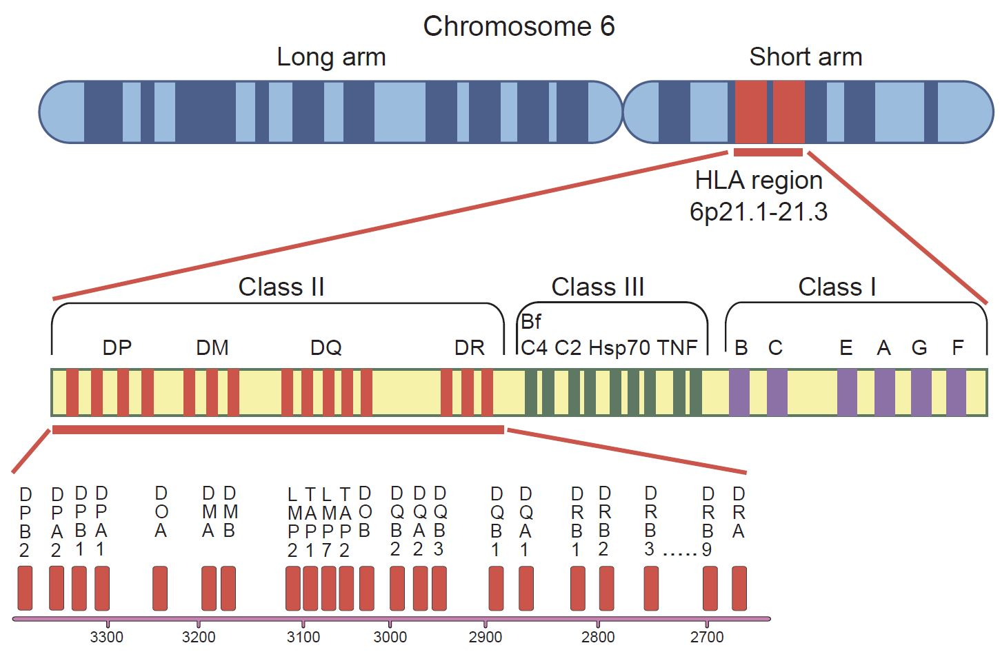 Chromosome 6
Long arm
Short arm
HLA region
6p21.1-21.3
Class II
Class III
Class I
Bf
DP DM DQ DR C4 C2 Hsp70 TNF B C E A G F
DPB2 DPA2 DPB1 DPA1 DOA DMA DMB LMP2 TAP1 LMP7 TAP2 DOB DQB2 DQA2 DQB3 DQB1 DQA1 DRB1 DRB2 DRB3 ..... DRB9 DRA
3300 3200 3100 3000 2900 2800 2700